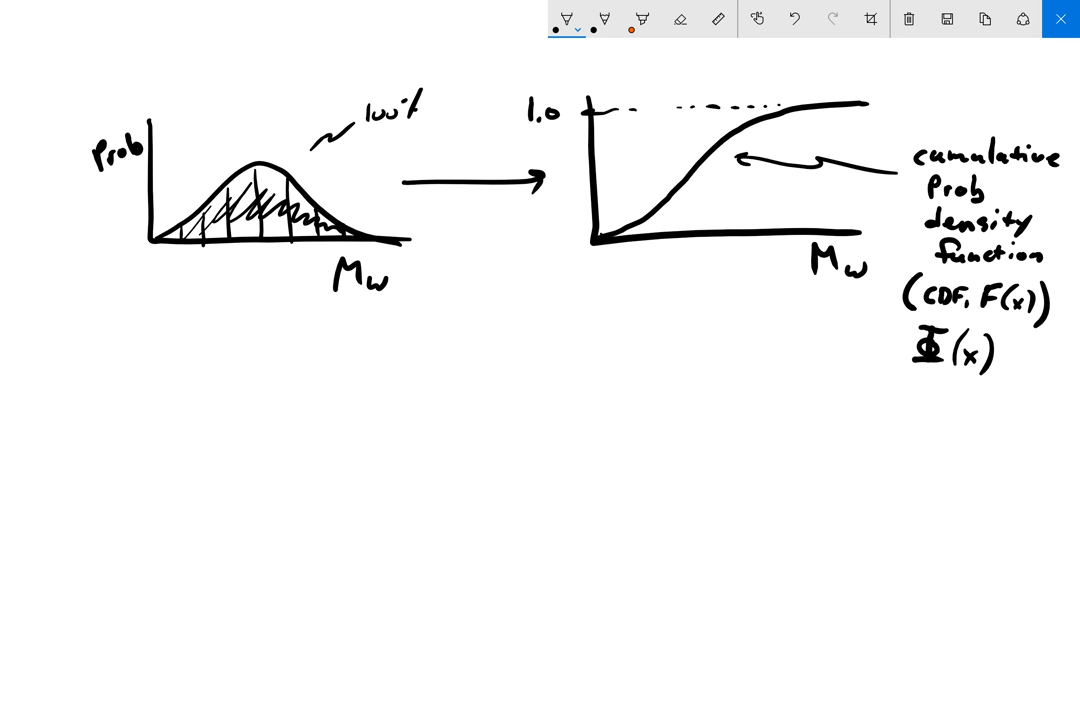 Prob
100%
Mw
1.0
Mw
cumulative
Prob
density
function
(CDF, F(x))
Φ(x)